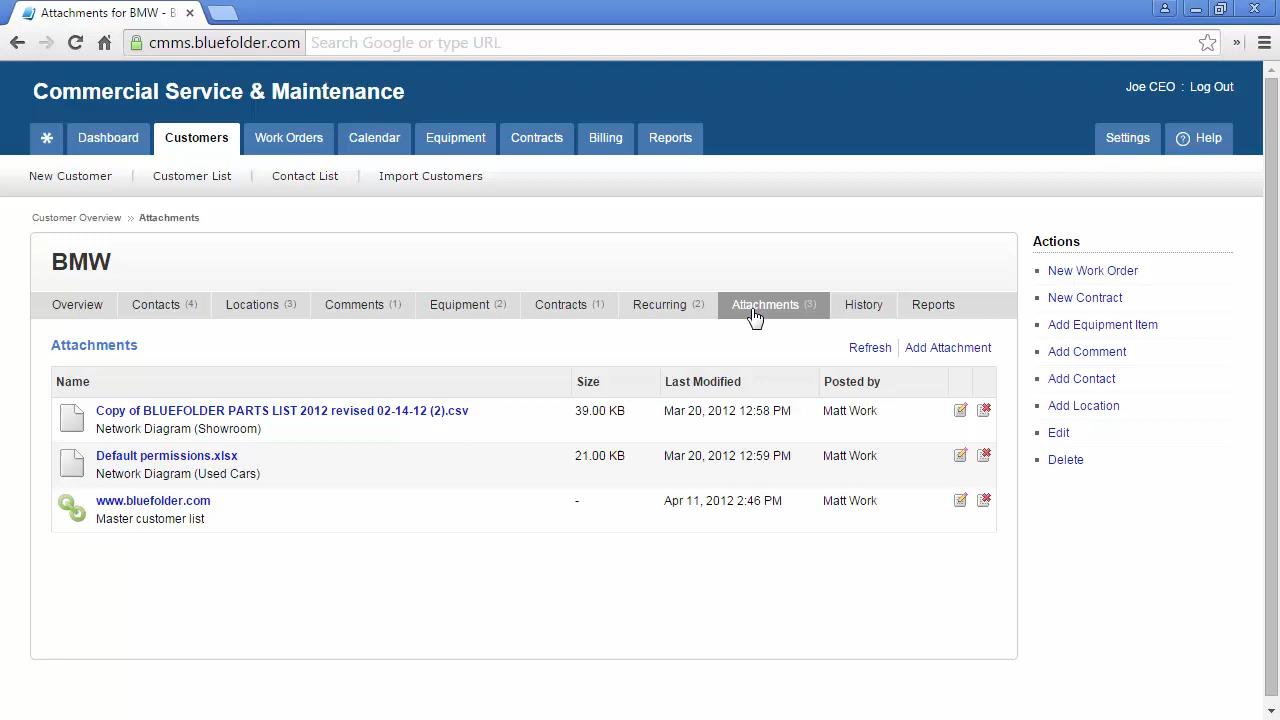 Attachments for BMW - B
cmms.bluefolder.com Search Google or type URL
Commercial Service & Maintenance
Joe CEO : Log Out
Dashboard Customers Work Orders Calendar Equipment Contracts Billing Reports Settings ? Help
New Customer Customer List Contact List Import Customers
Customer Overview » Attachments
BMW
Overview Contacts (4) Locations (3) Comments (1) Equipment (2) Contracts (1) Recurring (2) Attachments (3) History Reports
Attachments
Refresh Add Attachment
Name Size Last Modified Posted by
Copy of BLUEFOLDER PARTS LIST 2012 revised 02-14-12 (2).csv 39.00 KB Mar 20, 2012 12:58 PM Matt Work
Network Diagram (Showroom)
Default permissions.xlsx 21.00 KB Mar 20, 2012 12:59 PM Matt Work
Network Diagram (Used Cars)
www.bluefolder.com - Apr 11, 2012 2:46 PM Matt Work
Master customer list
Actions
New Work Order
New Contract
Add Equipment Item
Add Comment
Add Contact
Add Location
Edit
Delete